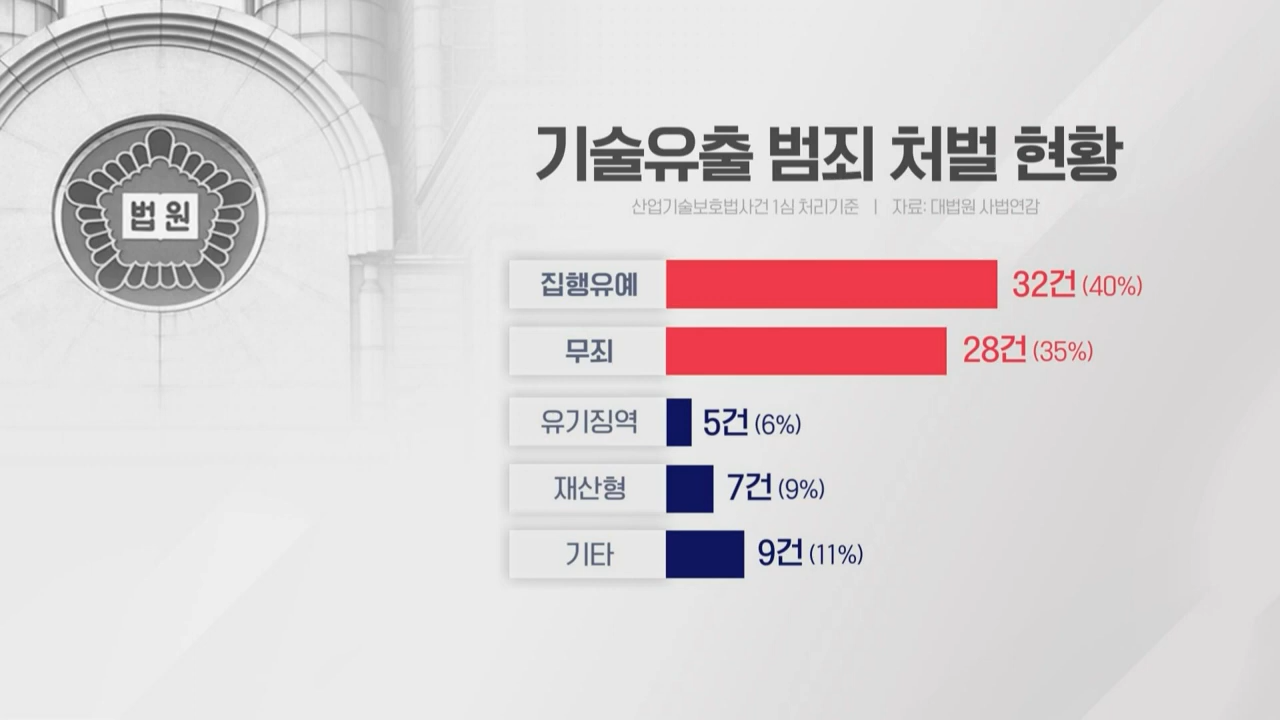 법원
기술유출 범죄 처벌 현황
산업기술보호법사건 1심 처리기준 | 자료: 대법원 사법연감
집행유예 32건 (40%)
무죄 28건 (35%)
유기징역 5건 (6%)
재산형 7건 (9%)
기타 9건 (11%)